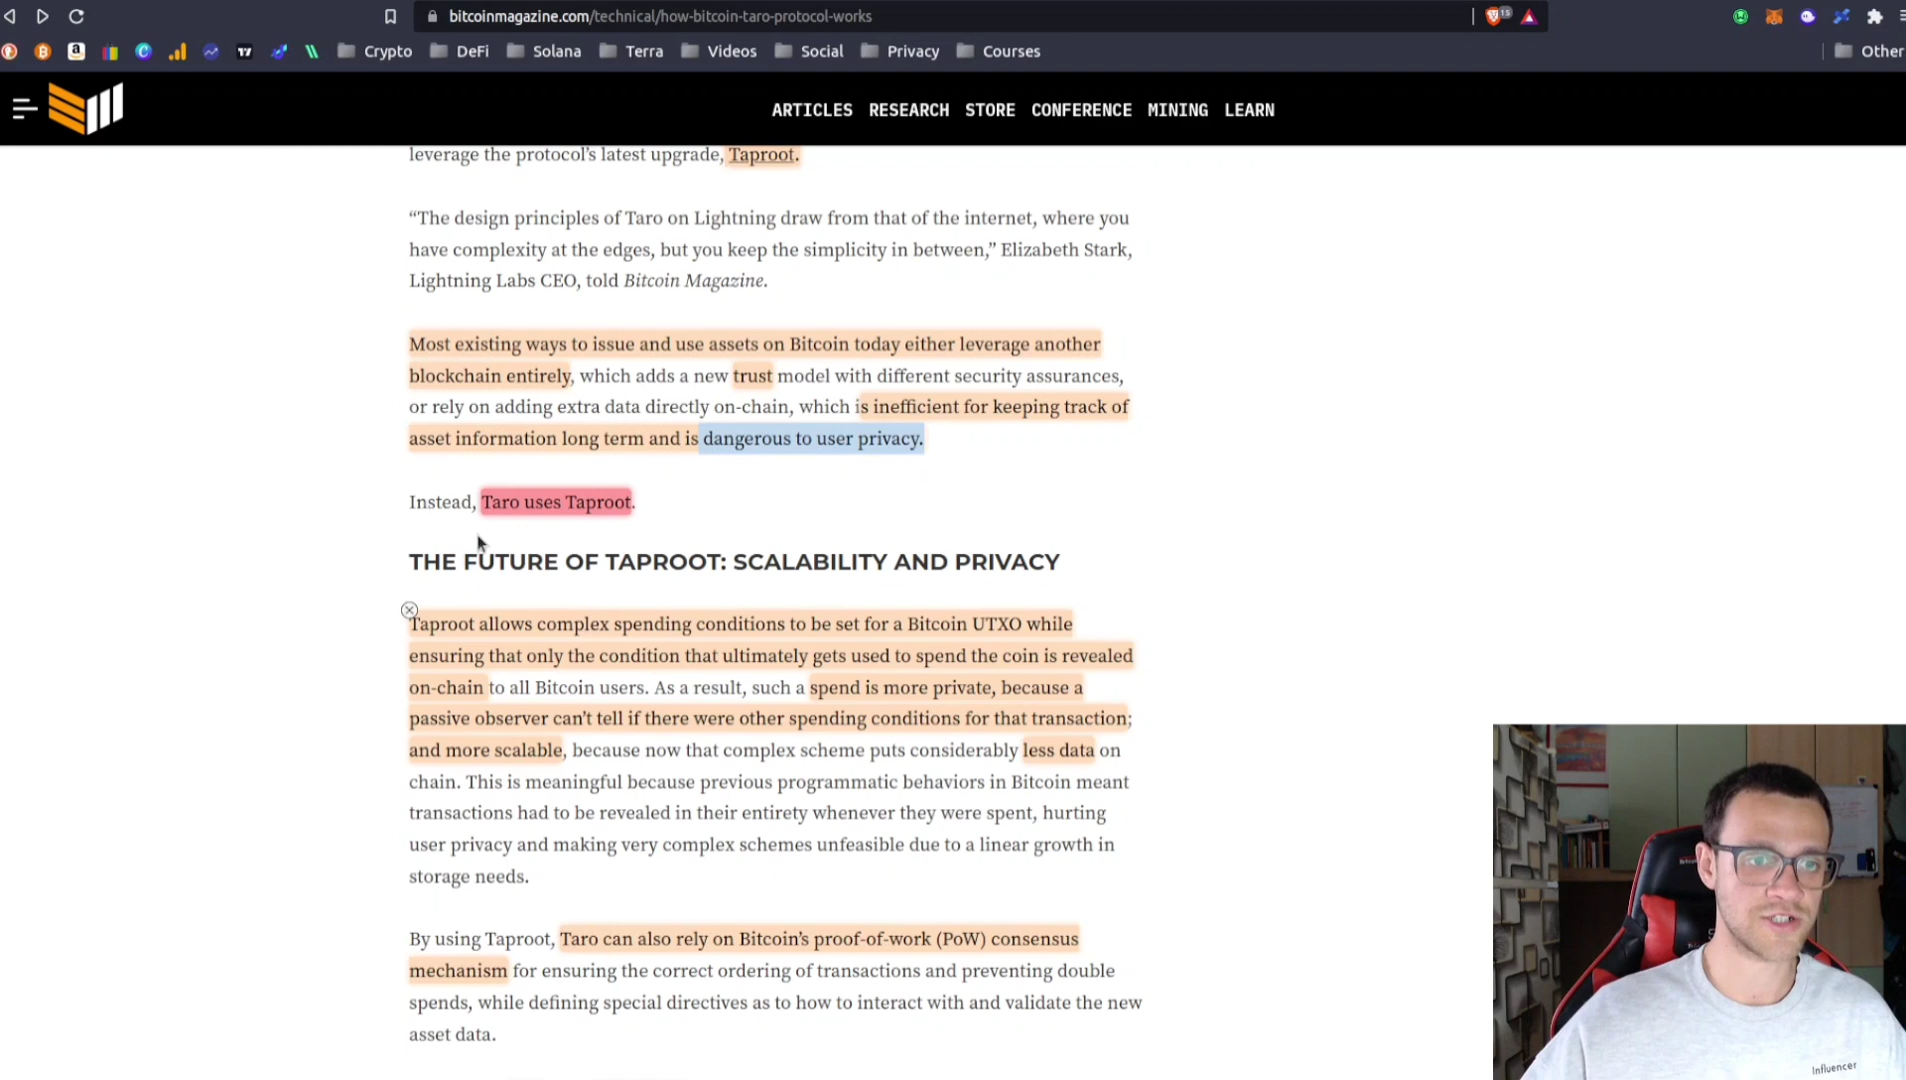 bitcoinmagazine.com/technical/how-bitcoin-taro-protocol-works
15
Crypto DeFi Solana Terra Videos Social Privacy Courses Other
ARTICLES RESEARCH STORE CONFERENCE MINING LEARN
leverage the protocol’s latest upgrade, Taproot.
“The design principles of Taro on Lightning draw from that of the internet, where you
have complexity at the edges, but you keep the simplicity in between,” Elizabeth Stark,
Lightning Labs CEO, told Bitcoin Magazine.
Most existing ways to issue and use assets on Bitcoin today either leverage another
blockchain entirely, which adds a new trust model with different security assurances,
or rely on adding extra data directly on-chain, which is inefficient for keeping track of
asset information long term and is dangerous to user privacy.
Instead, Taro uses Taproot.
THE FUTURE OF TAPROOT: SCALABILITY AND PRIVACY
Taproot allows complex spending conditions to be set for a Bitcoin UTXO while
ensuring that only the condition that ultimately gets used to spend the coin is revealed
on-chain to all Bitcoin users. As a result, such a spend is more private, because a
passive observer can’t tell if there were other spending conditions for that transaction;
and more scalable, because now that complex scheme puts considerably less data on
chain. This is meaningful because previous programmatic behaviors in Bitcoin meant
transactions had to be revealed in their entirety whenever they were spent, hurting
user privacy and making very complex schemes unfeasible due to a linear growth in
storage needs.
By using Taproot, Taro can also rely on Bitcoin’s proof-of-work (PoW) consensus
mechanism for ensuring the correct ordering of transactions and preventing double
spends, while defining special directives as to how to interact with and validate the new
asset data.
Influencer